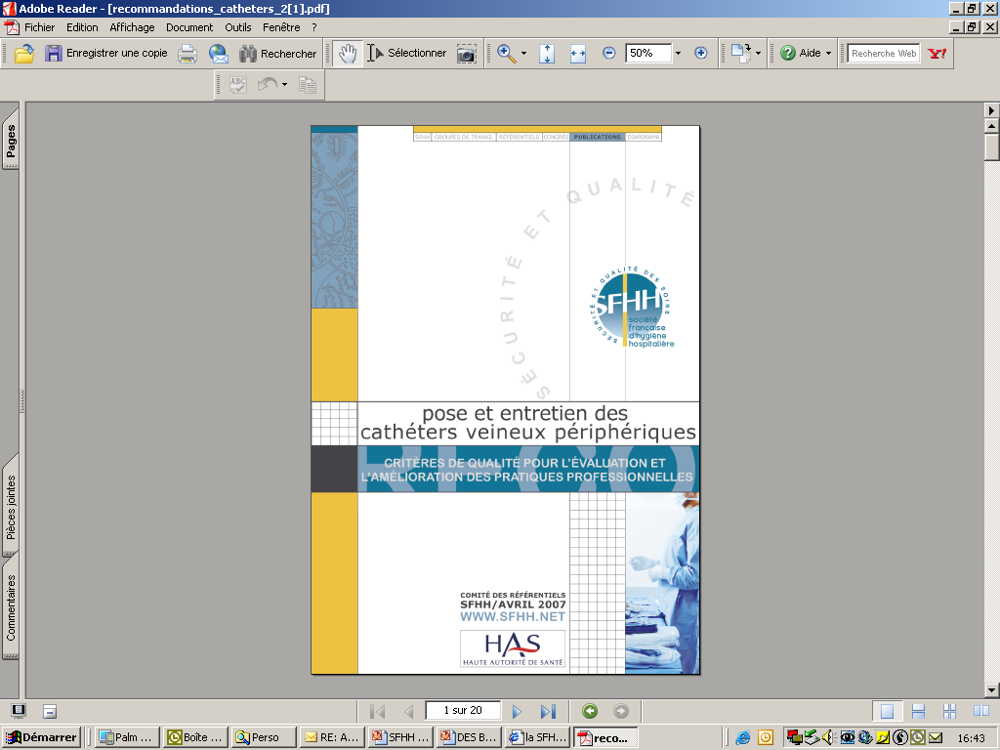 Adobe Reader - [recommandations_catheters_2[1].pdf]
Fichier Edition Affichage Document Outils Fenêtre ?
Enregistrer une copie Rechercher Sélectionner 50% Aide Recherche Web Y!
ABC
Pages
Pièces jointes
Commentaires
SFHH GROUPES DE TRAVAIL RÉFÉRENTIELS CONGRÈS PUBLICATIONS DIAPORAMA
SÉCURITÉ ET QUALITÉ
SÉCURITÉ ET QUALITÉ DES SOINS
SFHH
société
française
d'hygiène
hospitalière
pose et entretien des
cathéters veineux périphériques
RECO
CRITÈRES DE QUALITÉ POUR L'ÉVALUATION ET
L'AMÉLIORATION DES PRATIQUES PROFESSIONNELLES
COMITÉ DES RÉFÉRENTIELS
SFHH/AVRIL 2007
WWW.SFHH.NET
HAS
HAUTE AUTORITÉ DE SANTÉ
1 sur 20
Démarrer Palm ... Boîte ... Perso RE: A... SFHH ... DES B... la SFH... reco... 16:43